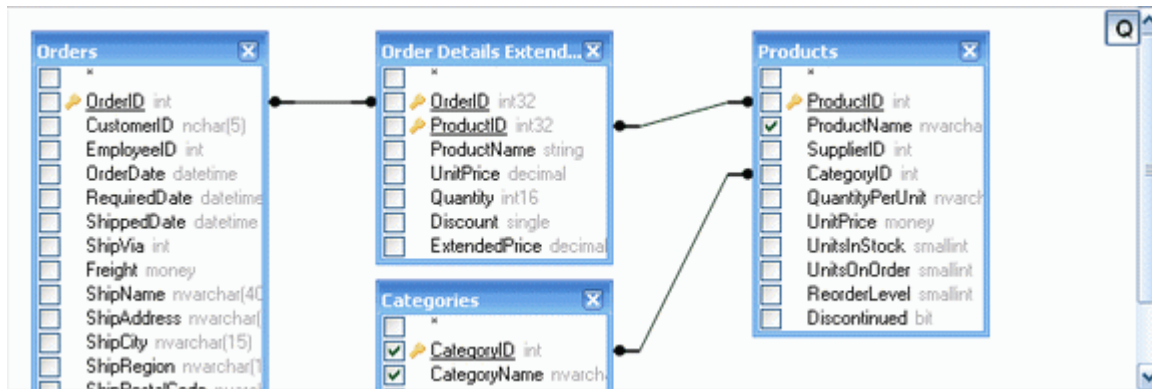 Orders
*
OrderID int
CustomerID nchar(5)
EmployeeID int
OrderDate datetime
RequiredDate datetime
ShippedDate datetime
ShipVia int
Freight money
ShipName nvarchar(40
ShipAddress nvarchar(
ShipCity nvarchar(15)
ShipRegion nvarchar(1
Order Details Extend...
*
OrderID int32
ProductID int32
ProductName string
UnitPrice decimal
Quantity int16
Discount single
ExtendedPrice decimal
Categories
*
CategoryID int
CategoryName nvarch
Products
*
ProductID int
ProductName nvarcha
SupplierID int
CategoryID int
QuantityPerUnit nvarch
UnitPrice money
UnitsInStock smallint
UnitsOnOrder smallint
ReorderLevel smallint
Discontinued bit
Q